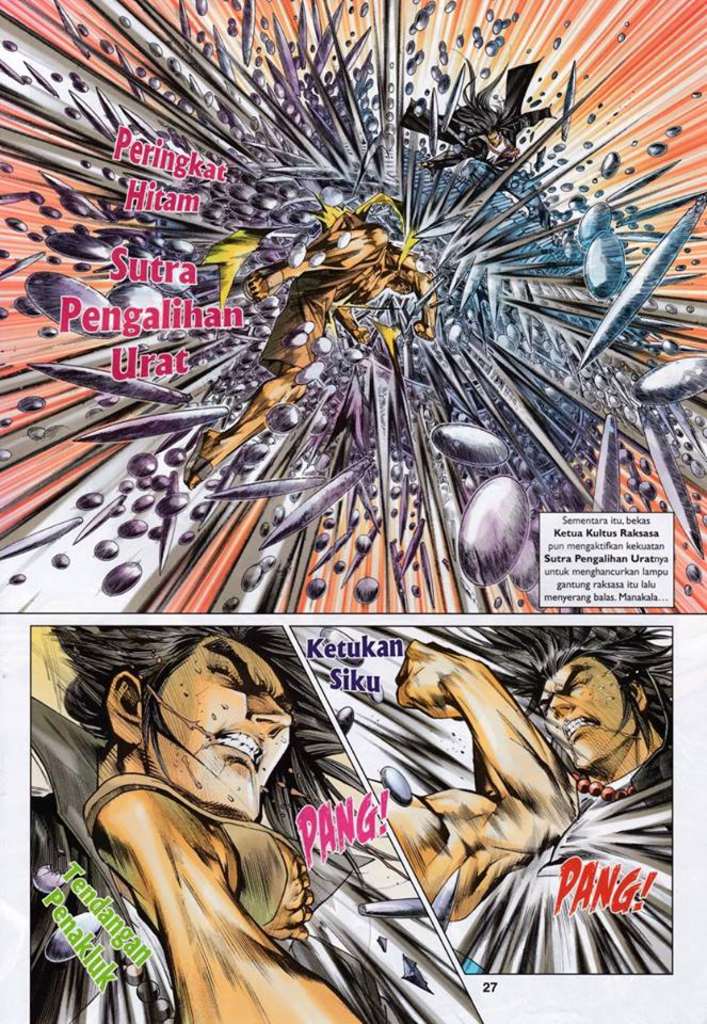 Peringkat
Hitam
Sutra
Pengalihan
Urat
Sementara itu, bekas
Ketua Kultus Raksasa
pun mengaktifkan kekuatan
Sutra Pengalihan Uratnya
untuk menghancurkan lampu
gantung raksasa itu lalu
menyerang balas. Manakala...
Ketukan
Siku
PANG!
Tendangan
Penakluk
PANG!
27